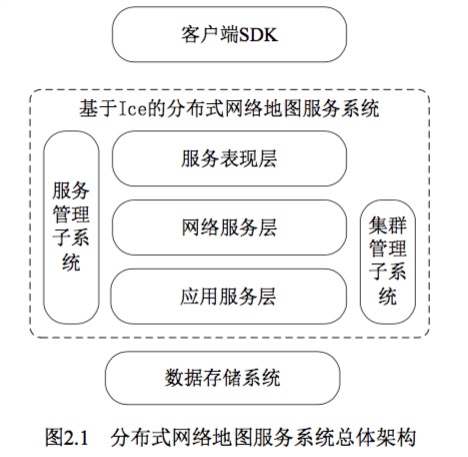 客户端SDK
基于Ice的分布式网络地图服务系统
服务
管理
子系
统
服务表现层
网络服务层
应用服务层
集群
管理
子系
统
数据存储系统
图2.1 分布式网络地图服务系统总体架构